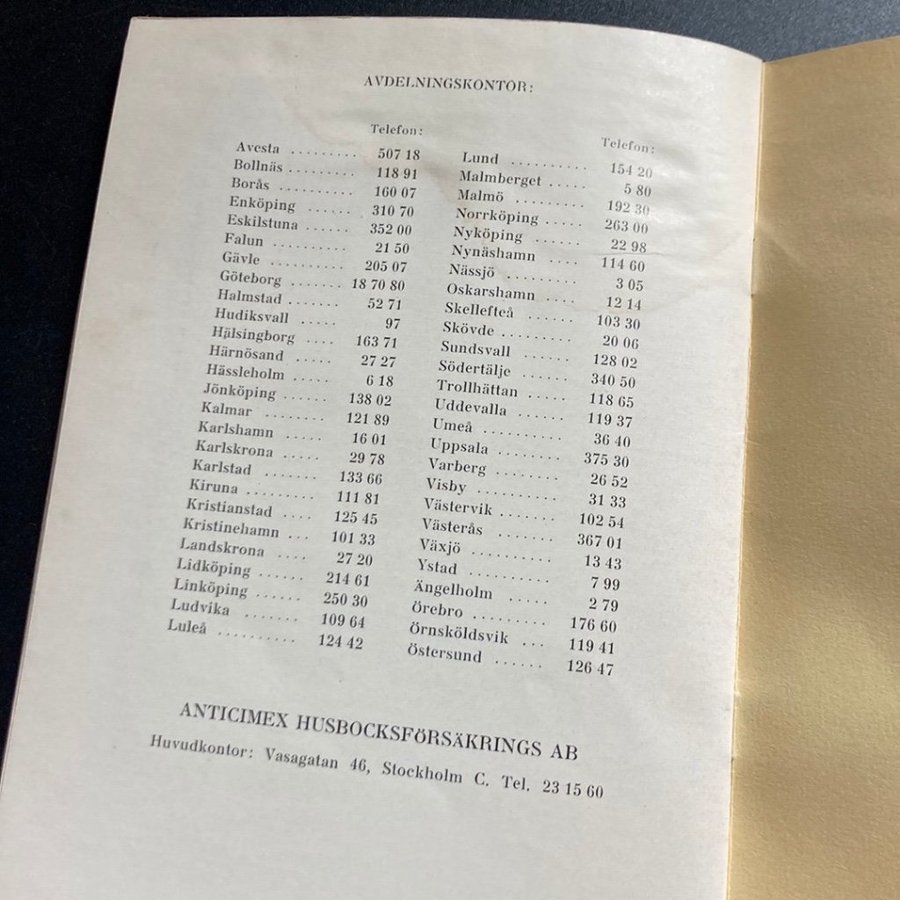 AVDELNINGSKONTOR:
Telefon:
Avesta ......... 507 18
Bollnäs ......... 118 91
Borås .......... 160 07
Enköping ...... 310 70
Eskilstuna ...... 352 00
Falun .......... 21 50
Gävle .......... 205 07
Göteborg ....... 18 70 80
Halmstad ....... 52 71
Hudiksvall ..... 97
Hälsingborg .... 163 71
Härnösand ..... 27 27
Hässleholm ..... 6 18
Jönköping ...... 138 02
Kalmar ........ 121 89
Karlshamn ..... 16 01
Karlskrona ..... 29 78
Karlstad ....... 133 66
Kiruna ......... 111 81
Kristianstad .... 125 45
Kristinehamn ... 101 33
Landskrona .... 27 20
Lidköping ...... 214 61
Linköping ...... 250 30
Ludvika ....... 109 64
Luleå .......... 124 42
Telefon:
Lund .......... 154 20
Malmberget ..... 5 80
Malmö ......... 192 30
Norrköping ..... 263 00
Nyköping ...... 22 98
Nynäshamn .... 114 60
Nässjö ......... 3 05
Oskarshamn .... 12 14
Skellefteå ...... 103 30
Skövde ......... 20 06
Sundsvall ...... 128 02
Södertälje ...... 340 50
Trollhättan ..... 118 65
Uddevalla ...... 119 37
Umeå .......... 36 40
Uppsala ........ 375 30
Varberg ........ 26 52
Visby .......... 31 33
Västervik ....... 102 54
Västerås ....... 367 01
Växjö .......... 13 43
Ystad .......... 7 99
Ängelholm ..... 2 79
Örebro ......... 176 60
Örnsköldsvik ... 119 41
Östersund ...... 126 47
ANTICIMEX HUSBOCKSFÖRSÄKRINGS AB
Huvudkontor: Vasagatan 46, Stockholm C. Tel. 23 15 60